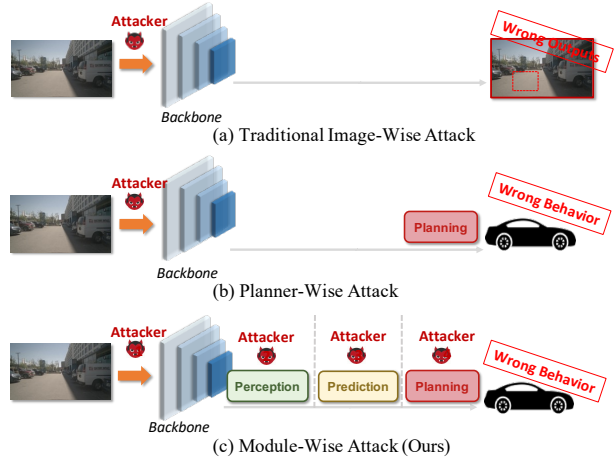 Attacker
Wrong Outputs
Backbone
(a) Traditional Image-Wise Attack
Attacker
Wrong Behavior
Planning
Backbone
(b) Planner-Wise Attack
Attacker
Attacker
Attacker
Attacker
Wrong Behavior
Perception
Prediction
Planning
Backbone
(c) Module-Wise Attack (Ours)